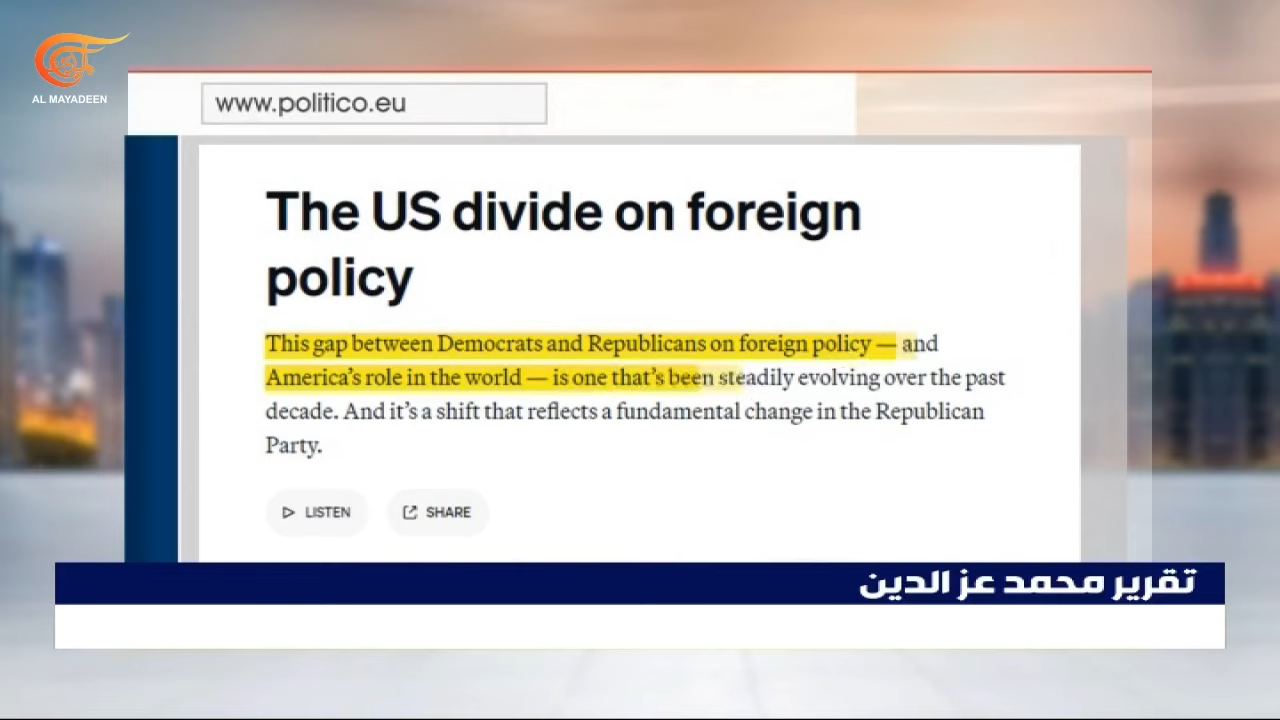 AL MAYADEEN
www.politico.eu
The US divide on foreign
policy
This gap between Democrats and Republicans on foreign policy — and
America's role in the world — is one that's been steadily evolving over the past
decade. And it's a shift that reflects a fundamental change in the Republican
Party.
LISTEN SHARE
تقرير محمد عز الدين